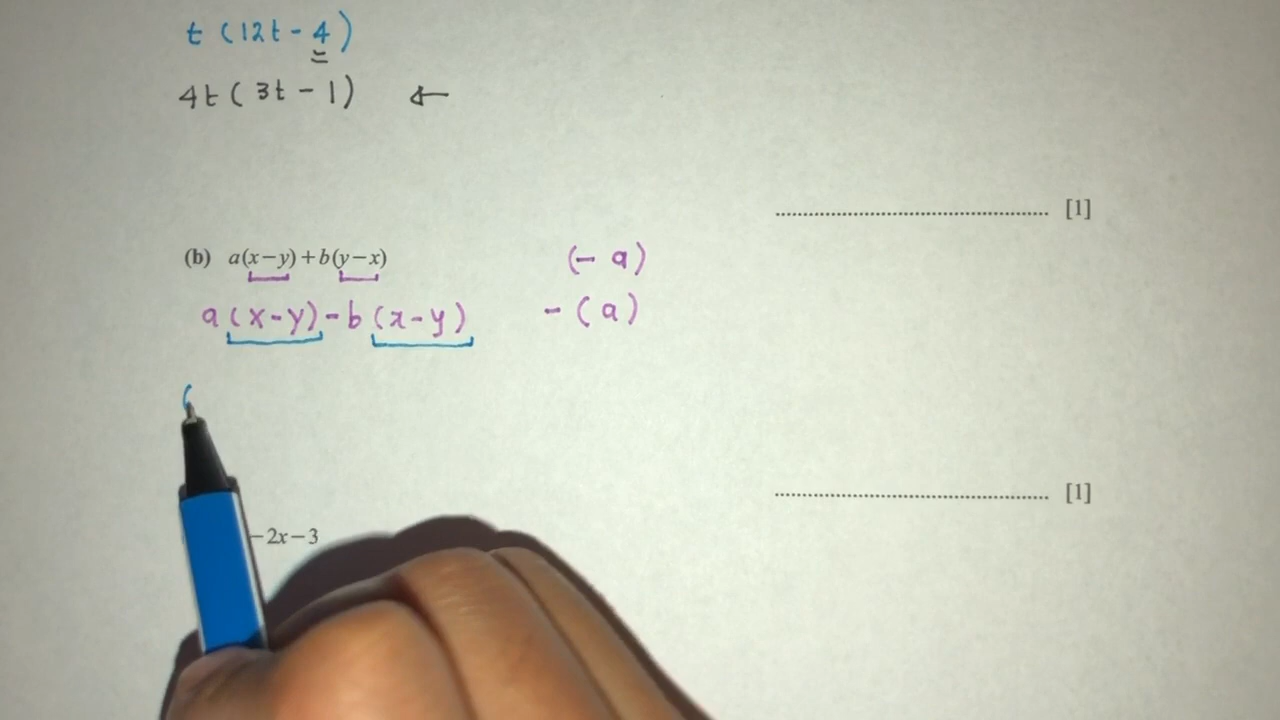 t (12t - 4)
4t (3t - 1) ←
[1]
(b) a(x−y)+b(y−x) (- a)
a (x-y) - b (x-y) - (a)
(
[1]
−2x−3